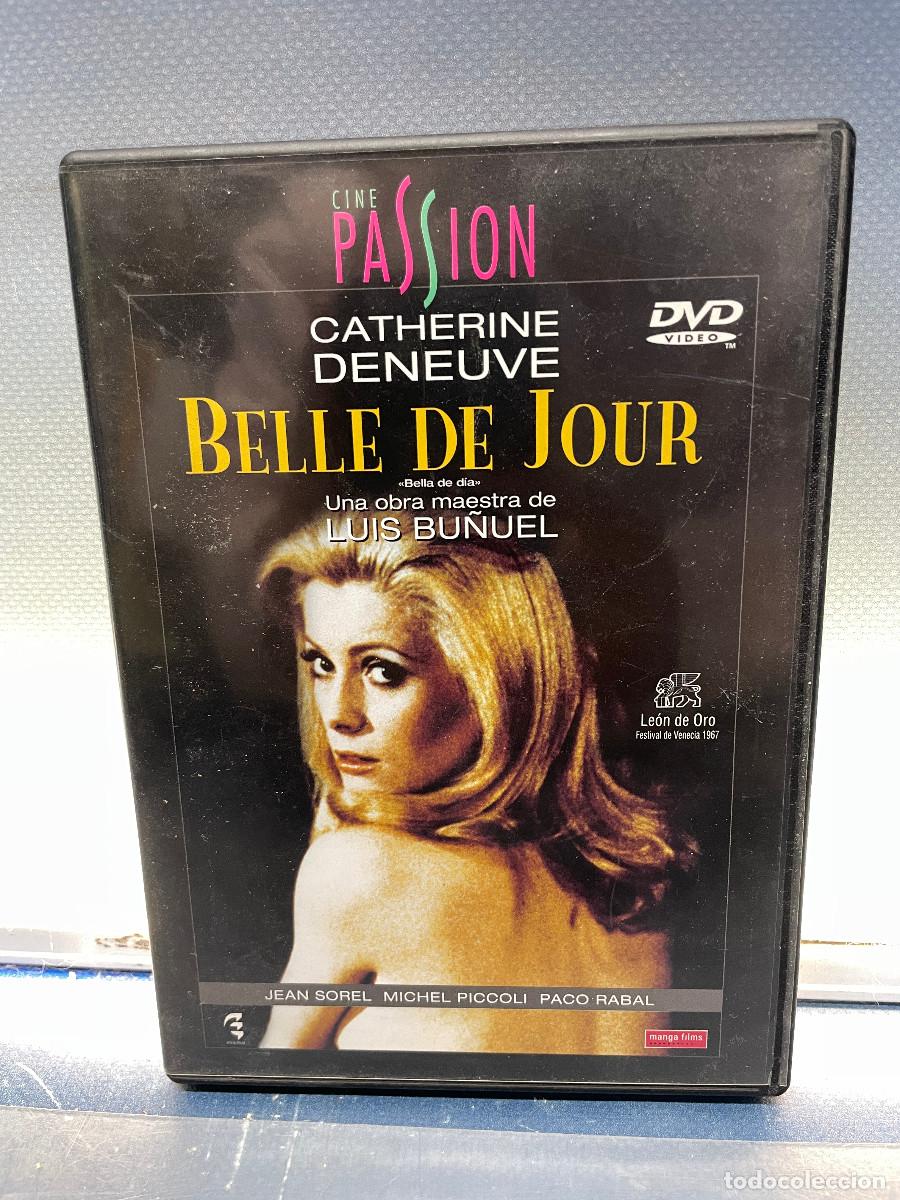 CINE
PASSION
CATHERINE
DENEUVE
DVD
VIDEO
TM
BELLE DE JOUR
«Bella de día»
Una obra maestra de
LUIS BUÑUEL
León de Oro
Festival de Venecia 1967
JEAN SOREL MICHEL PICCOLI PACO RABAL
manga films
todocoleccion